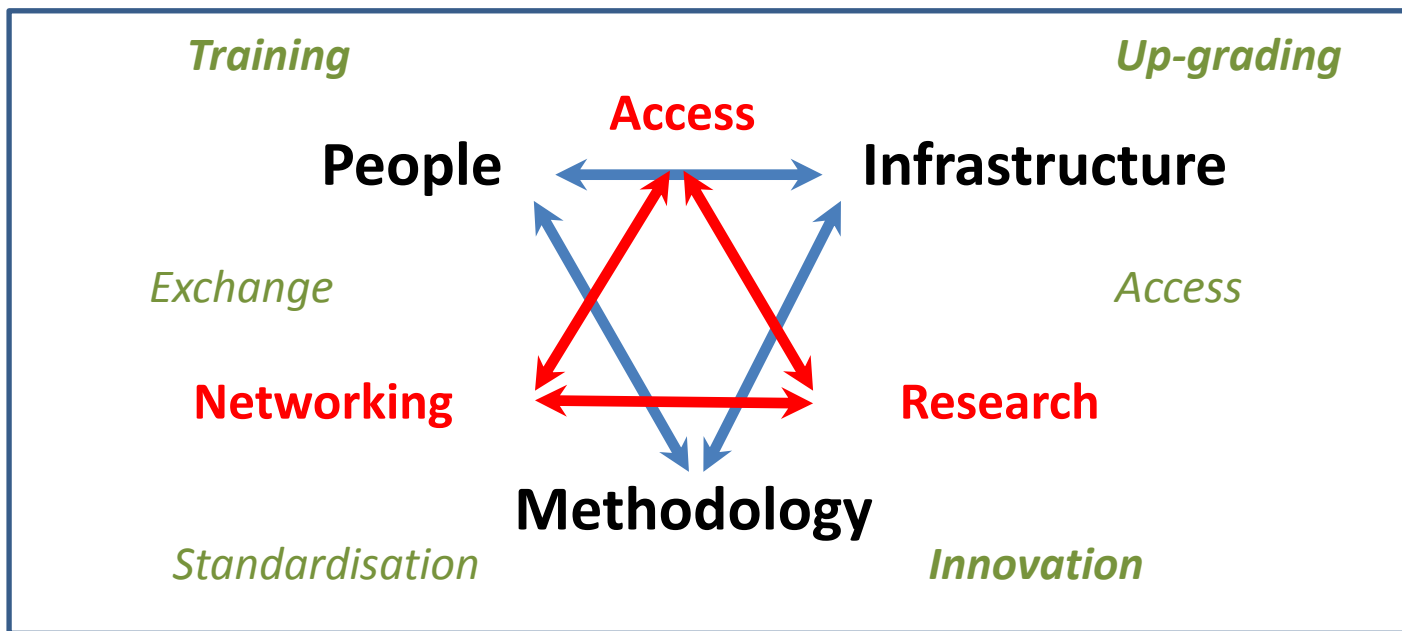 Training
Up-grading
Access
People
Infrastructure
Exchange
Access
Networking
Research
Methodology
Standardisation
Innovation